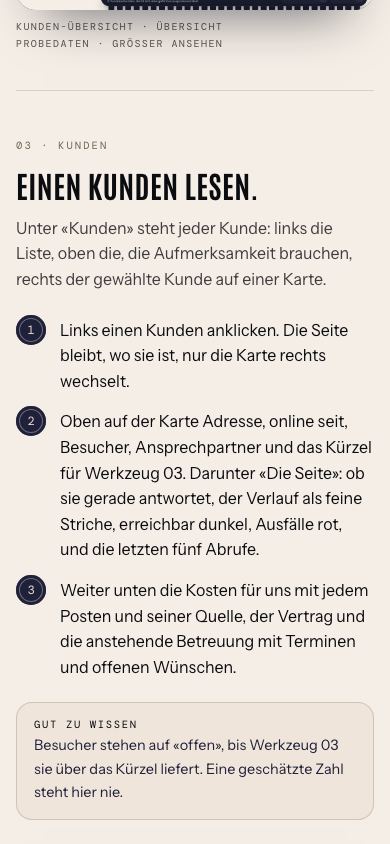 KUNDEN-ÜBERSICHT · ÜBERSICHT
PROBEDATEN · GRÖSSER ANSEHEN
03 · KUNDEN
EINEN KUNDEN LESEN.
Unter «Kunden» steht jeder Kunde: links die
Liste, oben die, die Aufmerksamkeit brauchen,
rechts der gewählte Kunde auf einer Karte.
1 Links einen Kunden anklicken. Die Seite
bleibt, wo sie ist, nur die Karte rechts
wechselt.
2 Oben auf der Karte Adresse, online seit,
Besucher, Ansprechpartner und das Kürzel
für Werkzeug 03. Darunter «Die Seite»: ob
sie gerade antwortet, der Verlauf als feine
Striche, erreichbar dunkel, Ausfälle rot,
und die letzten fünf Abrufe.
3 Weiter unten die Kosten für uns mit jedem
Posten und seiner Quelle, der Vertrag und
die anstehende Betreuung mit Terminen
und offenen Wünschen.
GUT ZU WISSEN
Besucher stehen auf «offen», bis Werkzeug 03
sie über das Kürzel liefert. Eine geschätzte Zahl
steht hier nie.